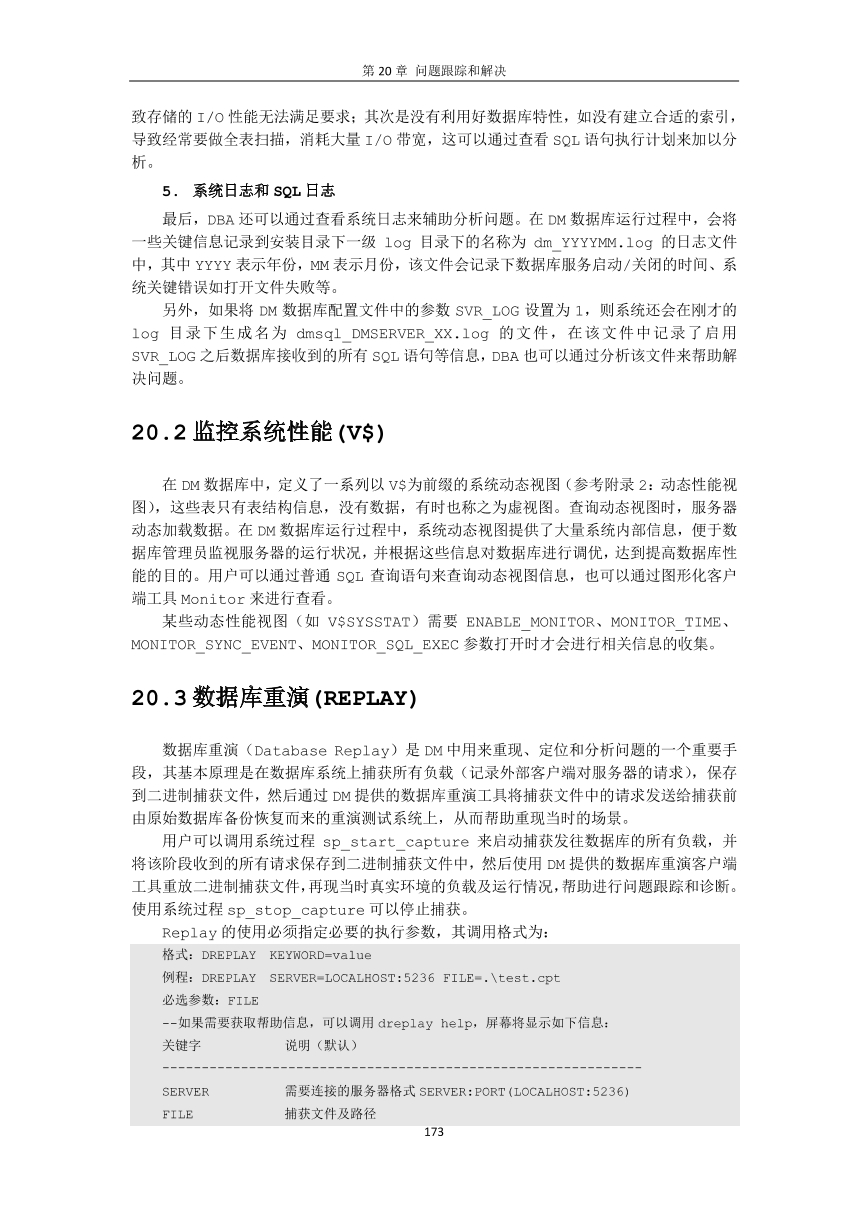 第 20 章 问题跟踪和解决
致存储的 I/O 性能无法满足要求；其次是没有利用好数据库特性，如没有建立合适的索引，
导致经常要做全表扫描，消耗大量 I/O 带宽，这可以通过查看 SQL 语句执行计划来加以分
析。
5. 系统日志和 SQL 日志
最后，DBA 还可以通过查看系统日志来辅助分析问题。在 DM 数据库运行过程中，会将
一些关键信息记录到安装目录下一级 log 目录下的名称为 dm_YYYYMM.log 的日志文件
中，其中 YYYY 表示年份，MM 表示月份，该文件会记录下数据库服务启动/关闭的时间、系
统关键错误如打开文件失败等。
另外，如果将 DM 数据库配置文件中的参数 SVR_LOG 设置为 1，则系统还会在刚才的
log 目录下生成名为 dmsql_DMSERVER_XX.log 的文件，在该文件中记录了启用
SVR_LOG 之后数据库接收到的所有 SQL 语句等信息，DBA 也可以通过分析该文件来帮助解
决问题。
20.2 监控系统性能(V$)
在 DM 数据库中，定义了一系列以 V$为前缀的系统动态视图（参考附录 2：动态性能视
图），这些表只有表结构信息，没有数据，有时也称之为虚视图。查询动态视图时，服务器
动态加载数据。在 DM 数据库运行过程中，系统动态视图提供了大量系统内部信息，便于数
据库管理员监视服务器的运行状况，并根据这些信息对数据库进行调优，达到提高数据库性
能的目的。用户可以通过普通 SQL 查询语句来查询动态视图信息，也可以通过图形化客户
端工具 Monitor 来进行查看。
某些动态性能视图（如 V$SYSSTAT）需要 ENABLE_MONITOR、MONITOR_TIME、
MONITOR_SYNC_EVENT、MONITOR_SQL_EXEC 参数打开时才会进行相关信息的收集。
20.3 数据库重演(REPLAY)
数据库重演（Database Replay）是 DM 中用来重现、定位和分析问题的一个重要手
段，其基本原理是在数据库系统上捕获所有负载（记录外部客户端对服务器的请求），保存
到二进制捕获文件，然后通过 DM 提供的数据库重演工具将捕获文件中的请求发送给捕获前
由原始数据库备份恢复而来的重演测试系统上，从而帮助重现当时的场景。
用户可以调用系统过程 sp_start_capture 来启动捕获发往数据库的所有负载，并
将该阶段收到的所有请求保存到二进制捕获文件中，然后使用 DM 提供的数据库重演客户端
工具重放二进制捕获文件，再现当时真实环境的负载及运行情况，帮助进行问题跟踪和诊断。
使用系统过程 sp_stop_capture 可以停止捕获。
Replay 的使用必须指定必要的执行参数，其调用格式为：
格式：DREPLAY KEYWORD=value
例程：DREPLAY SERVER=LOCALHOST:5236 FILE=.\test.cpt
必选参数：FILE
--如果需要获取帮助信息，可以调用 dreplay help，屏幕将显示如下信息：
关键字 说明（默认）
-------------------------------------------------------------
SERVER 需要连接的服务器格式 SERVER:PORT(LOCALHOST:5236)
FILE 捕获文件及路径
173